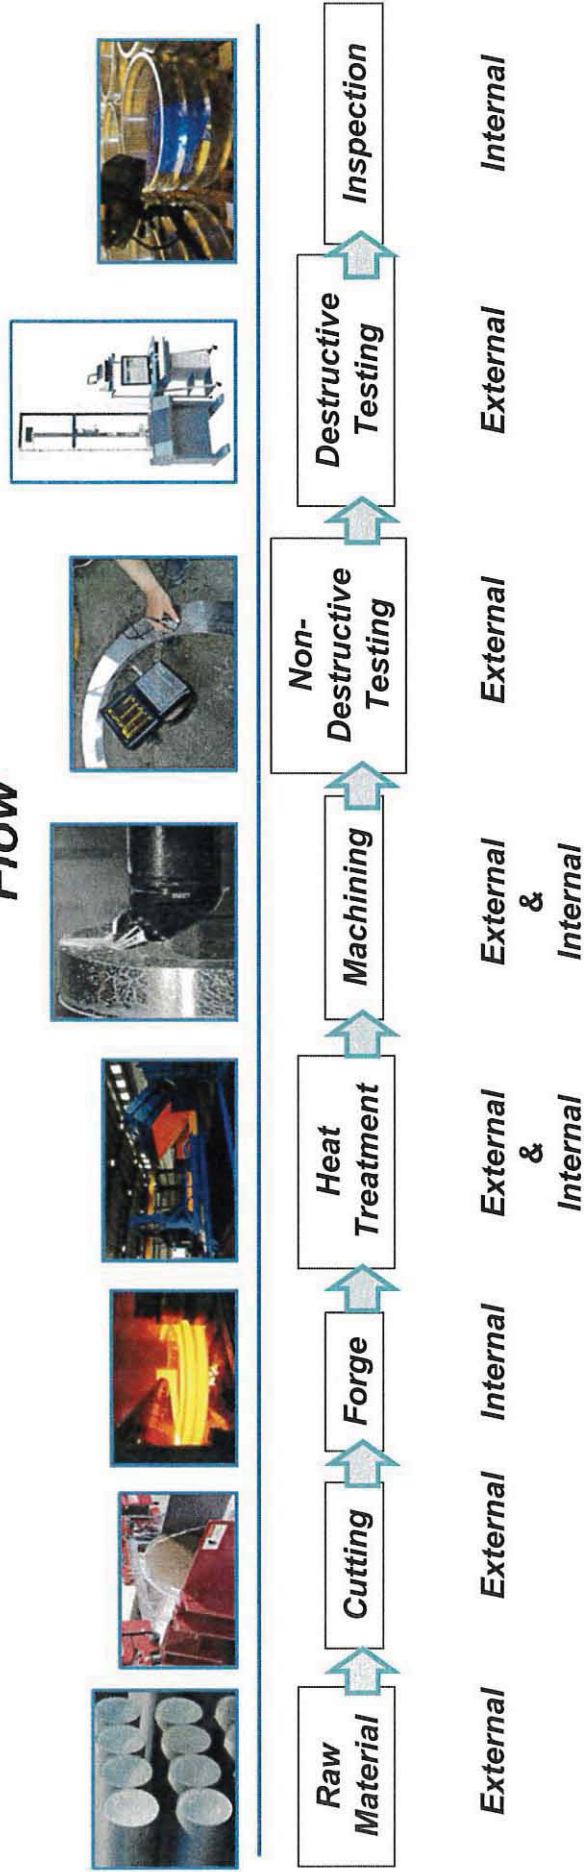 Flow
Raw
Material
Cutting
Forge
Heat
Treatment
Machining
Non-
Destructive
Testing
Destructive
Testing
Inspection
External
External
Internal
External
&
Internal
External
&
Internal
External
External
Internal